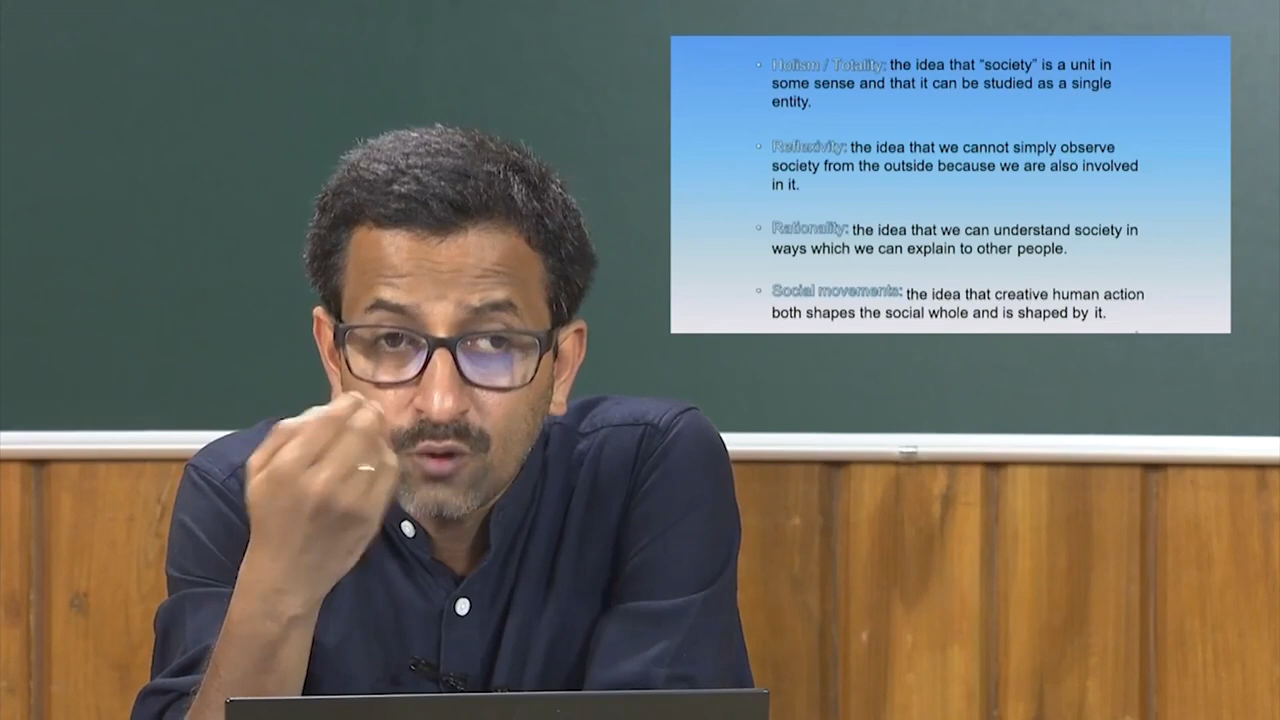 • Holism / Totality: the idea that “society” is a unit in
some sense and that it can be studied as a single
entity.
• Reflexivity: the idea that we cannot simply observe
society from the outside because we are also involved
in it.
• Rationality: the idea that we can understand society in
ways which we can explain to other people.
• Social movements: the idea that creative human action
both shapes the social whole and is shaped by it.